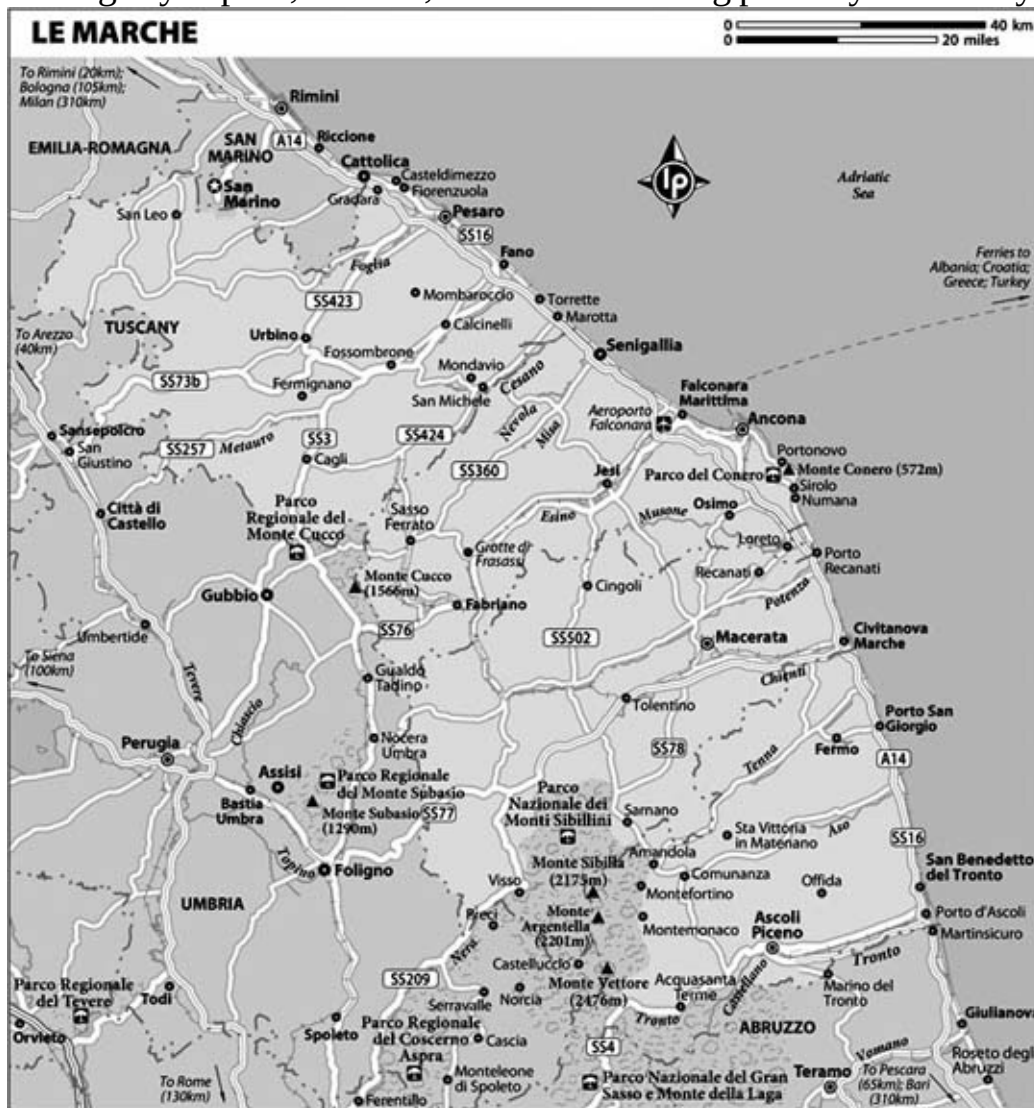 LE MARCHE
0 40 km
0 20 miles
To Rimini (20km);
Bologna (105km);
Milan (310km)
Rimini
EMILIA-ROMAGNA
SAN
MARINO
A14
Riccione
Cattolica
Casteldimezzo
Fiorenzuola
San
Marino
Gradara
San Leo
Pesaro
SS16
lp
Adriatic
Sea
Fano
Foglia
Ferries to
Albania; Croatia;
Greece; Turkey
Mombaroccio
Torrette
SS423
Marotta
TUSCANY
Calcinelli
To Arezzo
(40km)
Urbino
Senigallia
Fossombrone
Mondavio
SS73b
Fermignano
Cesano
San Michele
Falconara
Marittima
Nevola
Misa
Aeroporto
Falconara
Ancona
Sansepolcro
San
Giustino
SS257
Metauro
SS3
SS424
Cagli
SS360
Portonovo
Jesi
Parco del Conero
Monte Conero (572m)
Sirolo
Numana
Città di
Castello
Parco
Regionale del
Monte Cucco
Sasso
Ferrato
Esino
Musone
Osimo
Grotte di
Frasassi
Loreto
Porto
Recanati
Recanati
Monte Cucco
(1566m)
Cingoli
Gubbio
Fabriano
Potenza
Umbertide
SS76
SS502
Macerata
Civitanova
Marche
To Siena
(100km)
Tevere
Gualdo
Tadino
Chienti
Tolentino
Chiascio
Porto San
Giorgio
Perugia
Nocera
Umbra
SS78
Tenna
Fermo
A14
Assisi
Parco Regionale
del Monte Subasio
Parco
Nazionale dei
Monti Sibillini
Bastia
Umbra
Monte Subasio
(1290m)
SS77
Sarnano
Sta Vittoria
in Matenano
Aso
SS16
Topino
Foligno
Monte Sibilla
(2175m)
Amandola
Comunanza
San Benedetto
del Tronto
UMBRIA
Visso
Montefortino
Offida
Preci
Monte
Argentella
(2201m)
Montemonaco
Ascoli
Piceno
Porto d'Ascoli
Martinsicuro
Nera
Castelluccio
Tronto
Parco Regionale
del Tevere
Todi
SS209
Monte Vettore
(2476m)
Acquasanta
Terme
Castellano
Marino del
Tronto
Serravalle
Norcia
Tronto
Orvieto
Spoleto
Parco Regionale
del Coscerno
Aspra
Cascia
SS4
ABRUZZO
Giulianova
Vomano
To Rome
(130km)
Monteleone
di Spoleto
Parco Nazionale del Gran
Sasso e Monte della Laga
Teramo
To Pescara
(65km); Bari
(310km)
Roseto degli
Abruzzi
Ferentillo